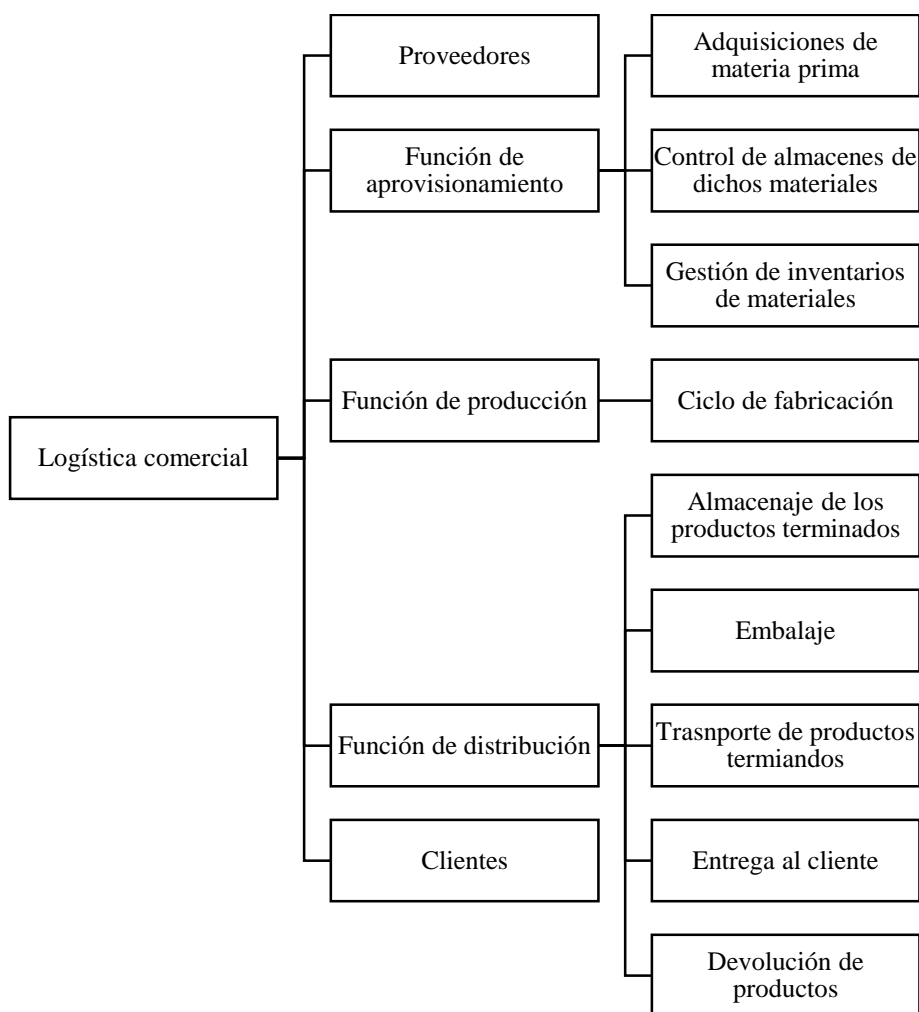 Logística comercial
Proveedores
Función de
aprovisionamiento
Adquisiciones de
materia prima
Control de almacenes de
dichos materiales
Gestión de inventarios
de materiales
Función de producción
Ciclo de fabricación
Función de distribución
Almacenaje de los
productos terminados
Embalaje
Trasnporte de productos
termiandos
Entrega al cliente
Devolución de
productos
Clientes